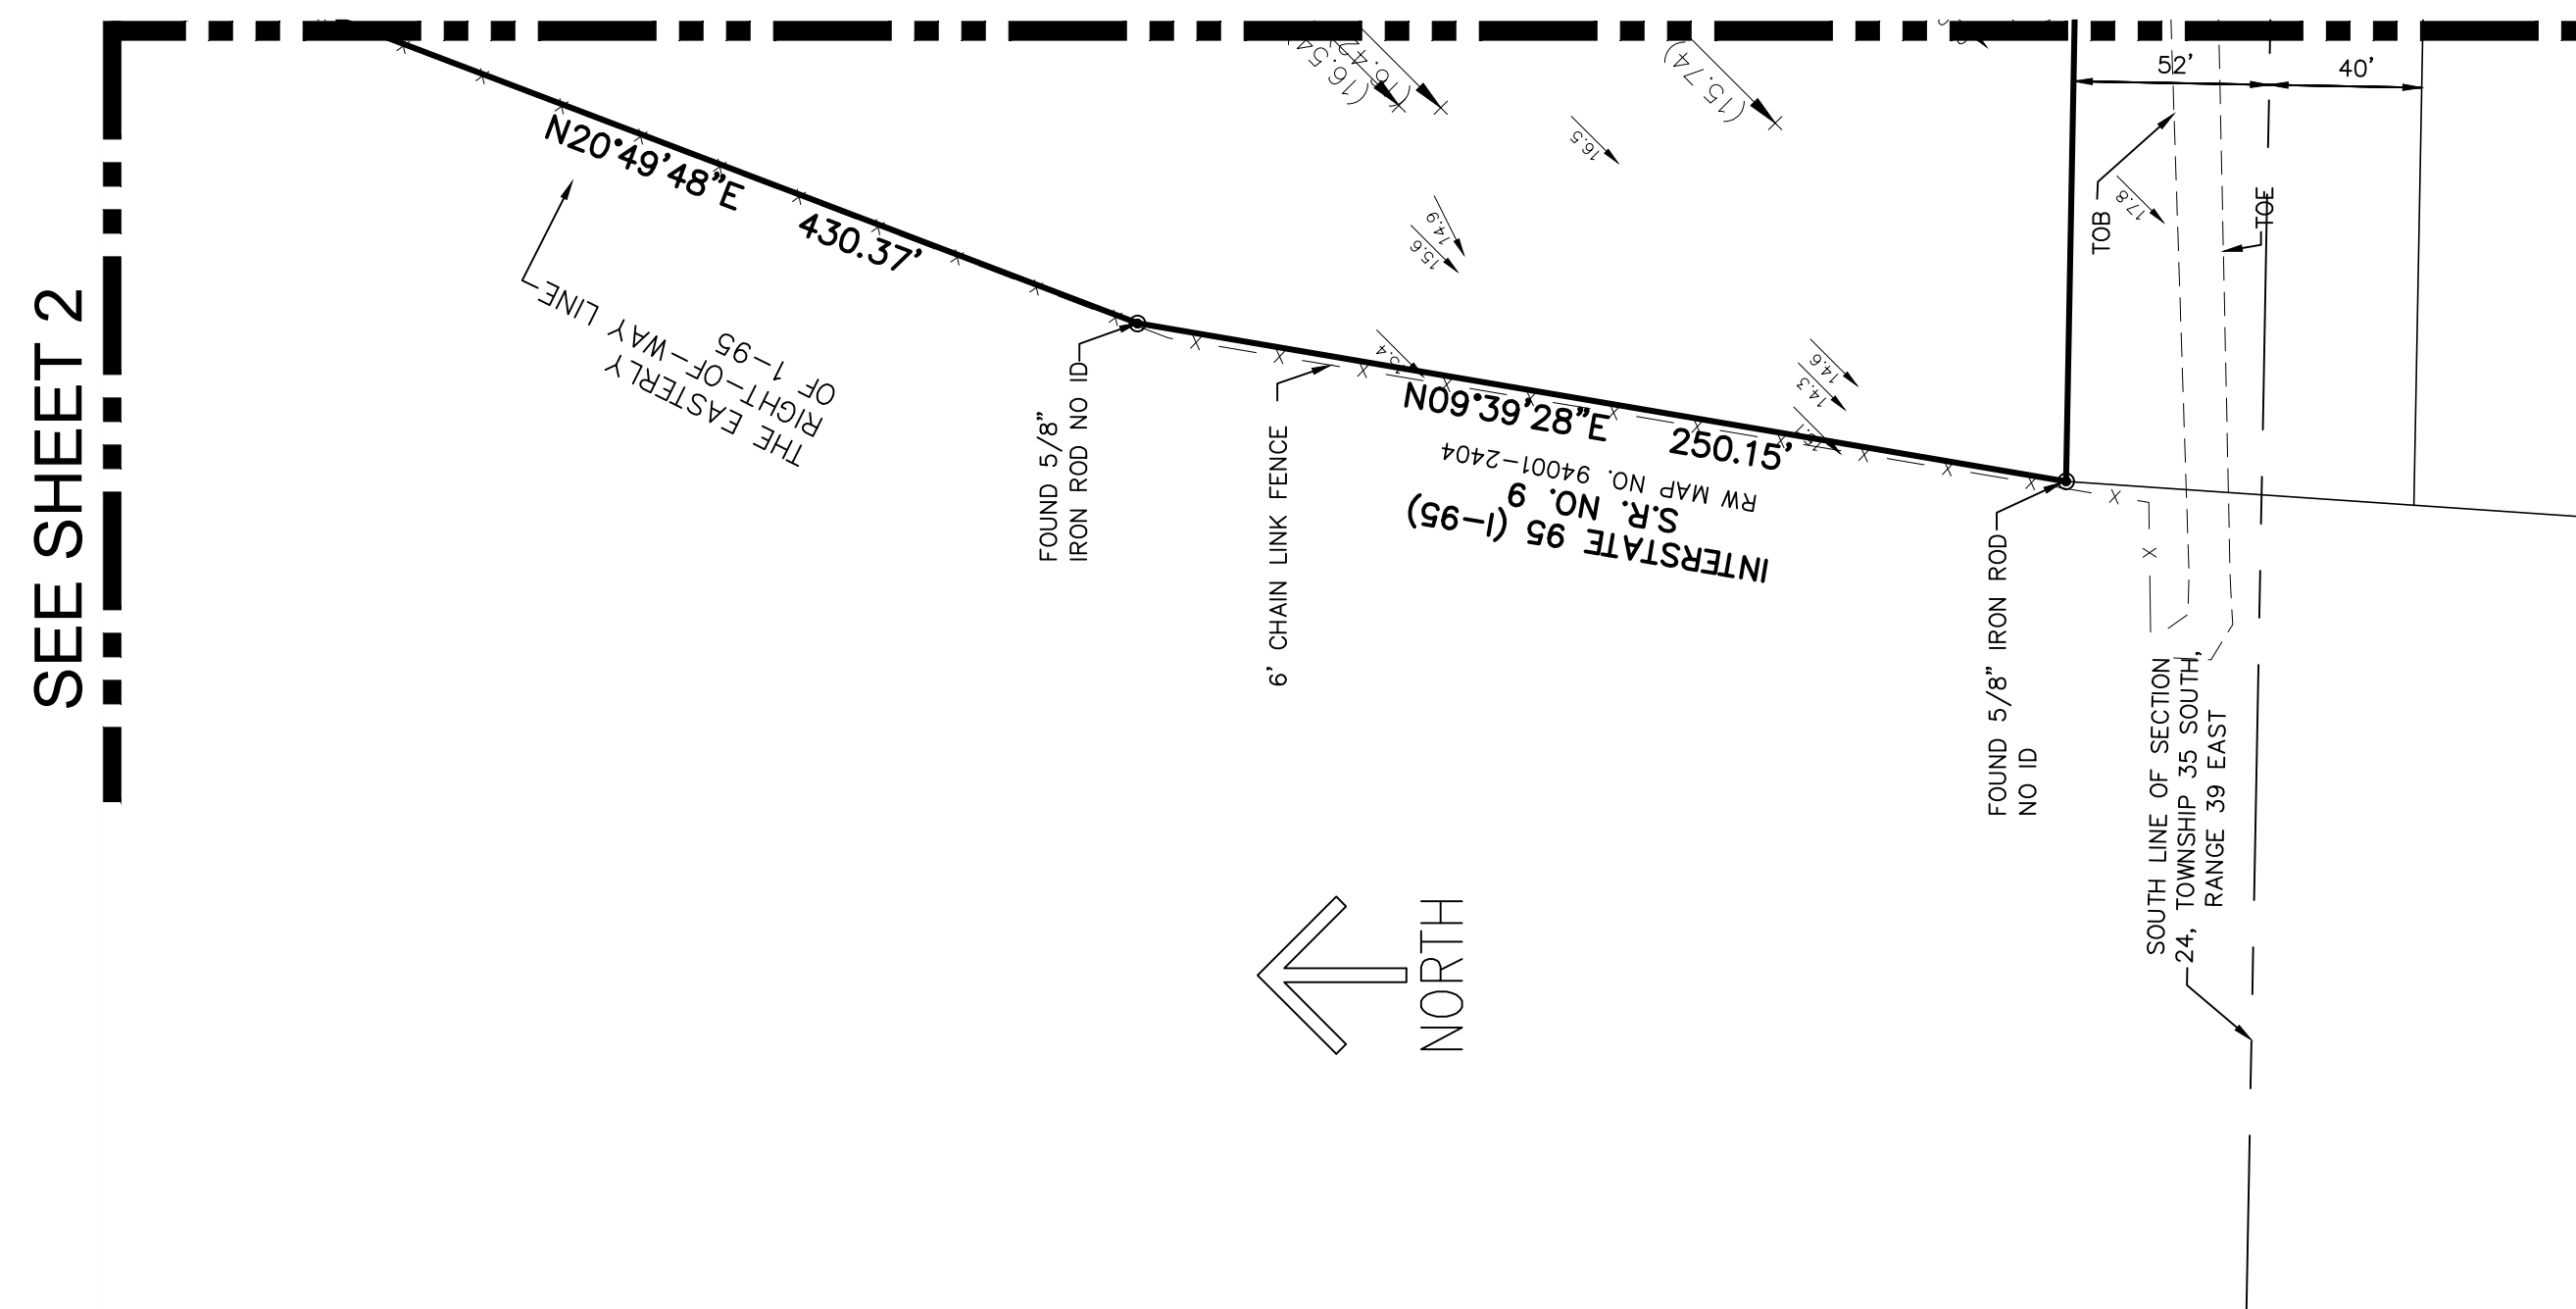 SEE SHEET 2
N20°49'48"E 430.37'
THE EASTERLY
RIGHT-OF-WAY LINE
OF I-95
FOUND 5/8"
IRON ROD NO ID
6' CHAIN LINK FENCE
N09°39'28"E 250.15'
RW MAP NO. 94001-2404
S.R. NO. 9
INTERSTATE 95 (I-95)
(16.54
(15.74)
16.5
14.9
15.6
14.6
14.3
17.8
52'
40'
TOB
TOE
FOUND 5/8" IRON ROD
NO ID
SOUTH LINE OF SECTION
24, TOWNSHIP 35 SOUTH,
RANGE 39 EAST
NORTH